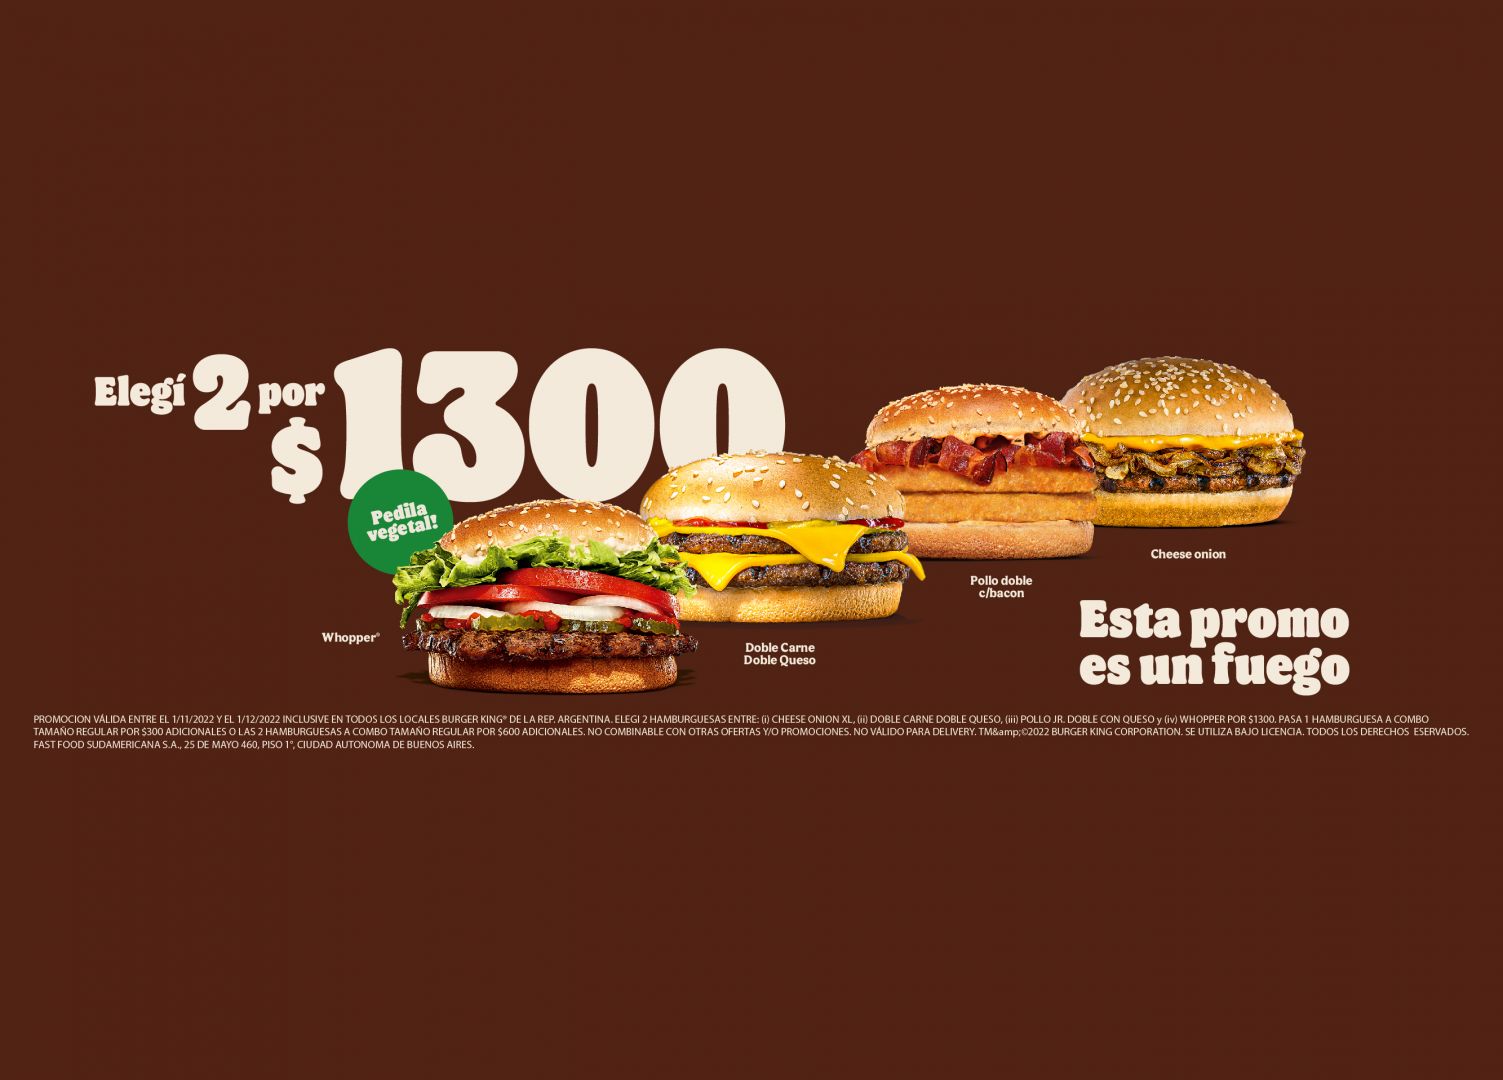 Elegí 2 por
$1300
Pedila
vegetal!
Whopper®
Doble Carne
Doble Queso
Pollo doble
c/bacon
Cheese onion
Esta promo
es un fuego
PROMOCION VÁLIDA ENTRE EL 1/11/2022 Y EL 1/12/2022 INCLUSIVE EN TODOS LOS LOCALES BURGER KING® DE LA REP. ARGENTINA. ELEGI 2 HAMBURGUESAS ENTRE: (i) CHEESE ONION XL, (ii) DOBLE CARNE DOBLE QUESO, (iii) POLLO JR. DOBLE CON QUESO y (iv) WHOPPER POR $1300. PASA 1 HAMBURGUESA A COMBO
TAMAÑO REGULAR POR $300 ADICIONALES O LAS 2 HAMBURGUESAS A COMBO TAMAÑO REGULAR POR $600 ADICIONALES. NO COMBINABLE CON OTRAS OFERTAS Y/O PROMOCIONES. NO VÁLIDO PARA DELIVERY. TM&amp;©2022 BURGER KING CORPORATION. SE UTILIZA BAJO LICENCIA. TODOS LOS DERECHOS ESERVADOS.
FAST FOOD SUDAMERICANA S.A., 25 DE MAYO 460, PISO 1°, CIUDAD AUTONOMA DE BUENOS AIRES.